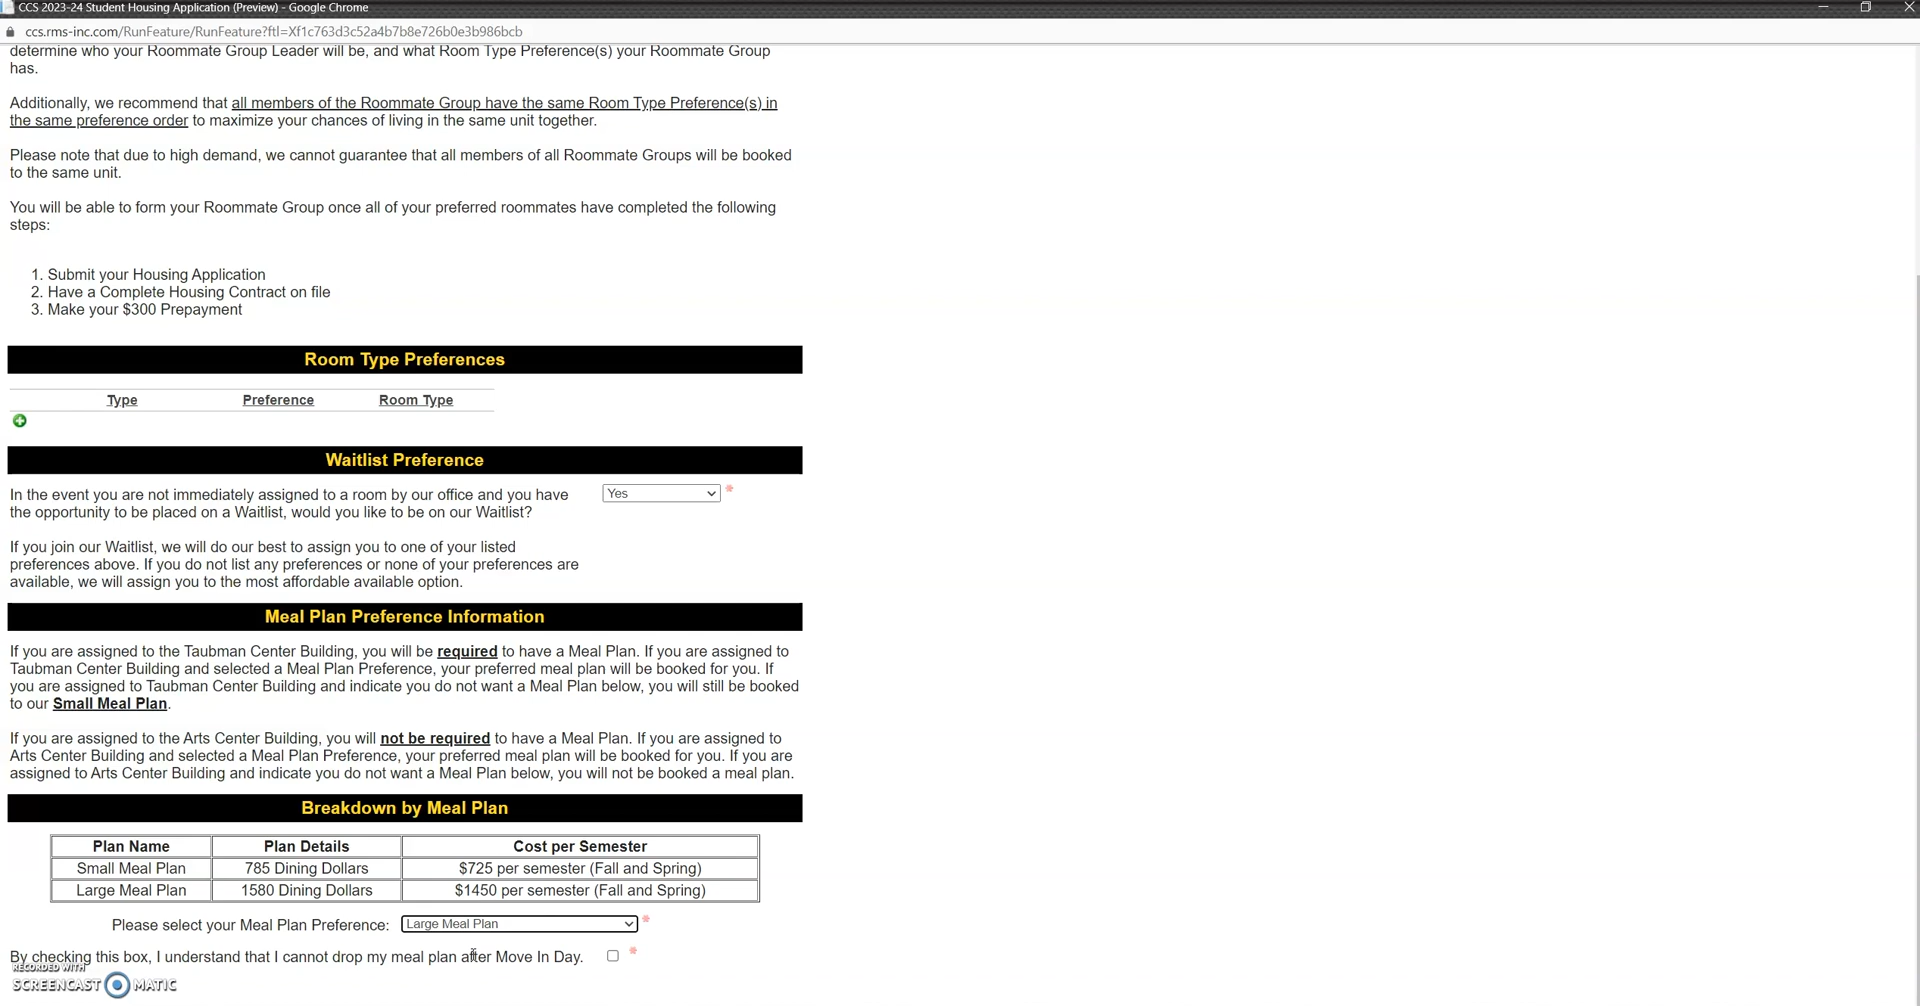 CCS 2023-24 Student Housing Application (Preview) - Google Chrome
ccs.rms-inc.com/RunFeature/RunFeature?ftl=Xf1c763d3c52a4b7b8e726b0e3b986bcb
determine who your Roommate Group Leader will be, and what Room Type Preference(s) your Roommate Group
has.
Additionally, we recommend that all members of the Roommate Group have the same Room Type Preference(s) in
the same preference order to maximize your chances of living in the same unit together.
Please note that due to high demand, we cannot guarantee that all members of all Roommate Groups will be booked
to the same unit.
You will be able to form your Roommate Group once all of your preferred roommates have completed the following
steps:
1. Submit your Housing Application
2. Have a Complete Housing Contract on file
3. Make your $300 Prepayment
Room Type Preferences
Type Preference Room Type
Waitlist Preference
In the event you are not immediately assigned to a room by our office and you have Yes *
the opportunity to be placed on a Waitlist, would you like to be on our Waitlist?
If you join our Waitlist, we will do our best to assign you to one of your listed
preferences above. If you do not list any preferences or none of your preferences are
available, we will assign you to the most affordable available option.
Meal Plan Preference Information
If you are assigned to the Taubman Center Building, you will be required to have a Meal Plan. If you are assigned to
Taubman Center Building and selected a Meal Plan Preference, your preferred meal plan will be booked for you. If
you are assigned to Taubman Center Building and indicate you do not want a Meal Plan below, you will still be booked
to our Small Meal Plan.
If you are assigned to the Arts Center Building, you will not be required to have a Meal Plan. If you are assigned to
Arts Center Building and selected a Meal Plan Preference, your preferred meal plan will be booked for you. If you are
assigned to Arts Center Building and indicate you do not want a Meal Plan below, you will not be booked a meal plan.
Breakdown by Meal Plan
Plan Name Plan Details Cost per Semester
Small Meal Plan 785 Dining Dollars $725 per semester (Fall and Spring)
Large Meal Plan 1580 Dining Dollars $1450 per semester (Fall and Spring)
Please select your Meal Plan Preference: Large Meal Plan *
By checking this box, I understand that I cannot drop my meal plan after Move In Day. *
RECORDED WITH
SCREENCAST MATIC